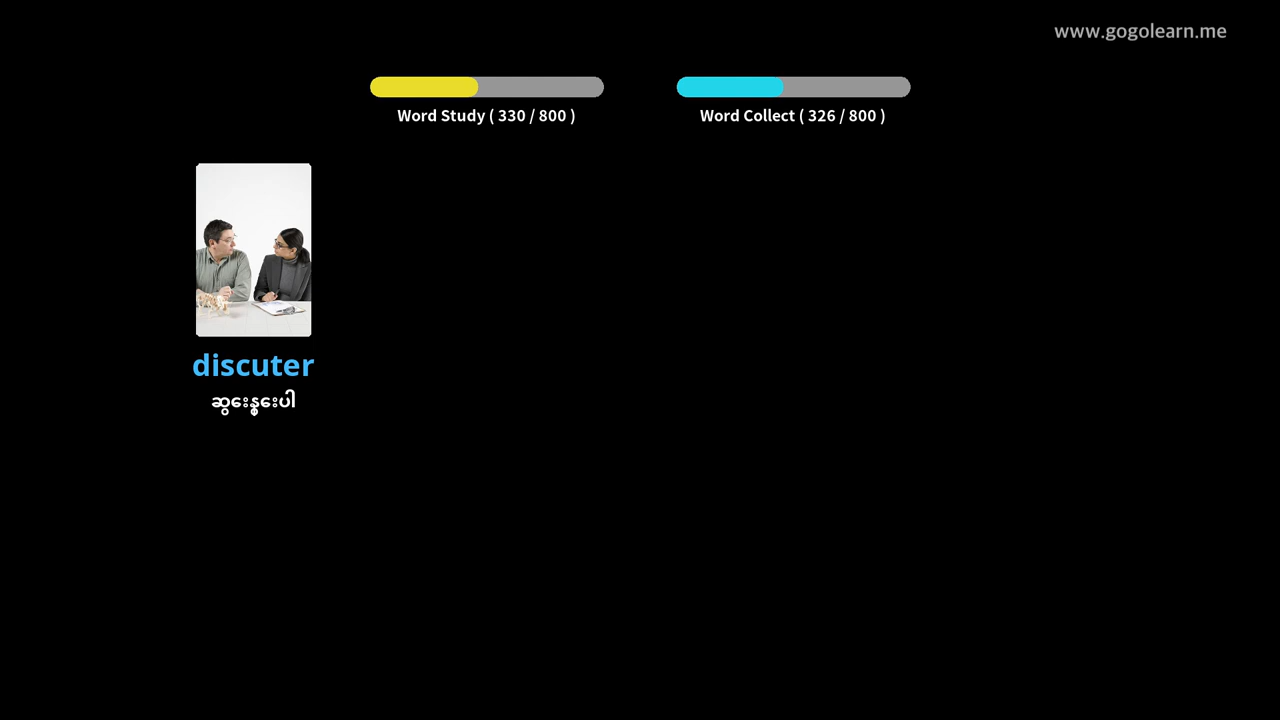 www.gogolearn.me
Word Study ( 330 / 800 )
Word Collect ( 326 / 800 )
discuter
ဆွေးနွေးပါ